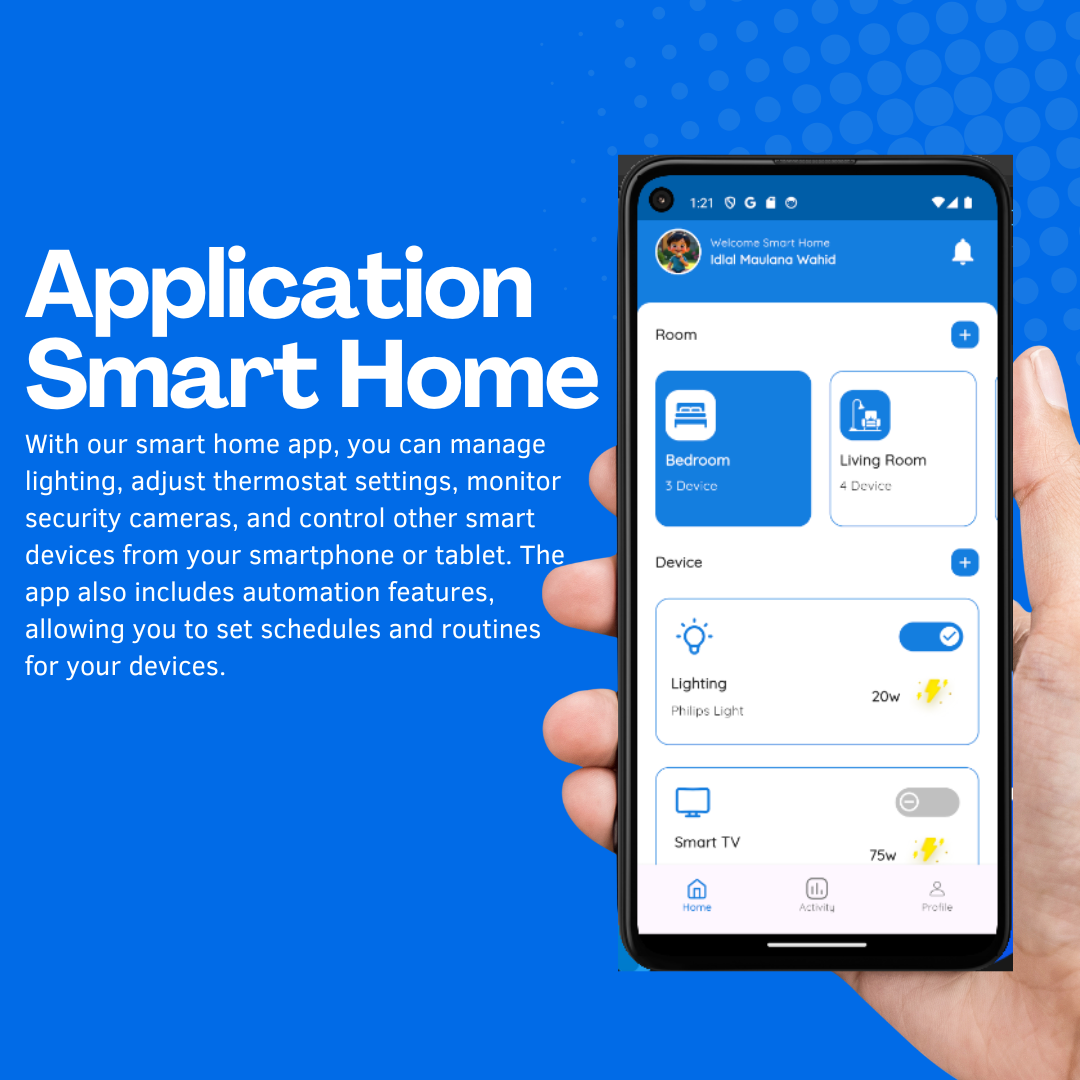 Application
Smart Home
With our smart home app, you can manage
lighting, adjust thermostat settings, monitor
security cameras, and control other smart
devices from your smartphone or tablet. The
app also includes automation features,
allowing you to set schedules and routines
for your devices.
1:21
Welcome Smart Home
Idlal Maulana Wahid
Room
Bedroom
3 Device
Living Room
4 Device
Device
Lighting
Philips Light
20w
Smart TV
75w
Home
Activity
Profile